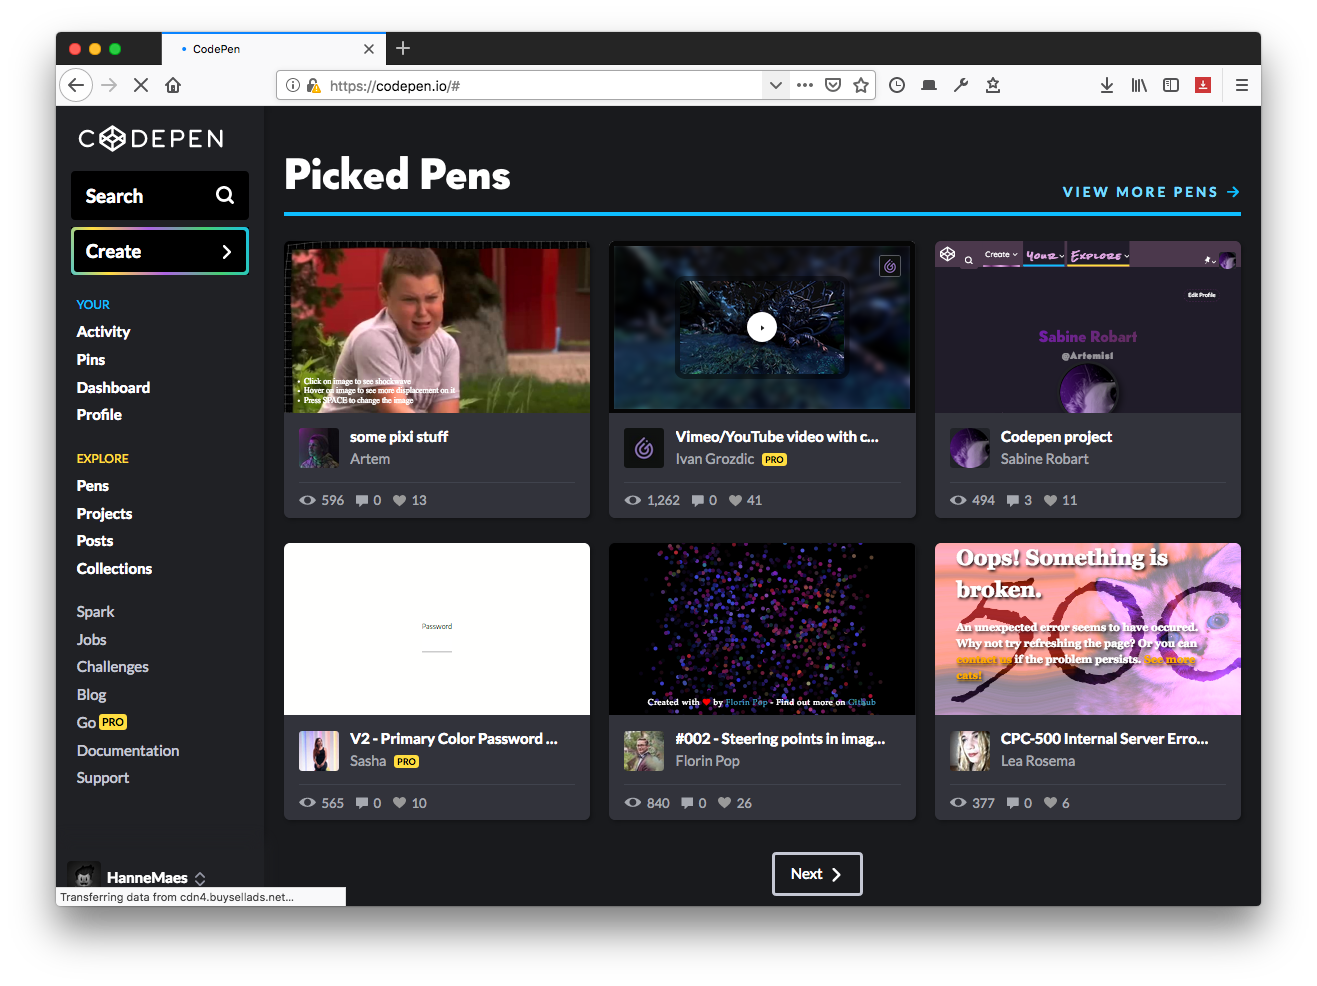 CodePen
https://codepen.io/#
CODEPEN
Search
Create
YOUR
Activity
Pins
Dashboard
Profile
EXPLORE
Pens
Projects
Posts
Collections
Spark
Jobs
Challenges
Blog
Go PRO
Documentation
Support
HanneMaes
Transferring data from cdn4.buysellads.net...
Picked Pens
VIEW MORE PENS
• Click on image to see shockwave
• Hover on image to see more displacement on it
• Press SPACE to change the image
some pixi stuff
Artem
596 0 13
Vimeo/YouTube video with c...
Ivan Grozdic PRO
1,262 0 41
Create Your Explore
Edit Profile
Sabine Robart
@Artemis1
Codepen project
Sabine Robart
494 3 11
Password
V2 - Primary Color Password ...
Sasha PRO
565 0 10
Created with ❤ by Florin Pop - Find out more on Github
#002 - Steering points in imag...
Florin Pop
840 0 26
Oops! Something is
broken.
500
An unexpected error seems to have occured.
Why not try refreshing the page? Or you can
contact us if the problem persists. See more
cats!
CPC-500 Internal Server Erro...
Lea Rosema
377 0 6
Next